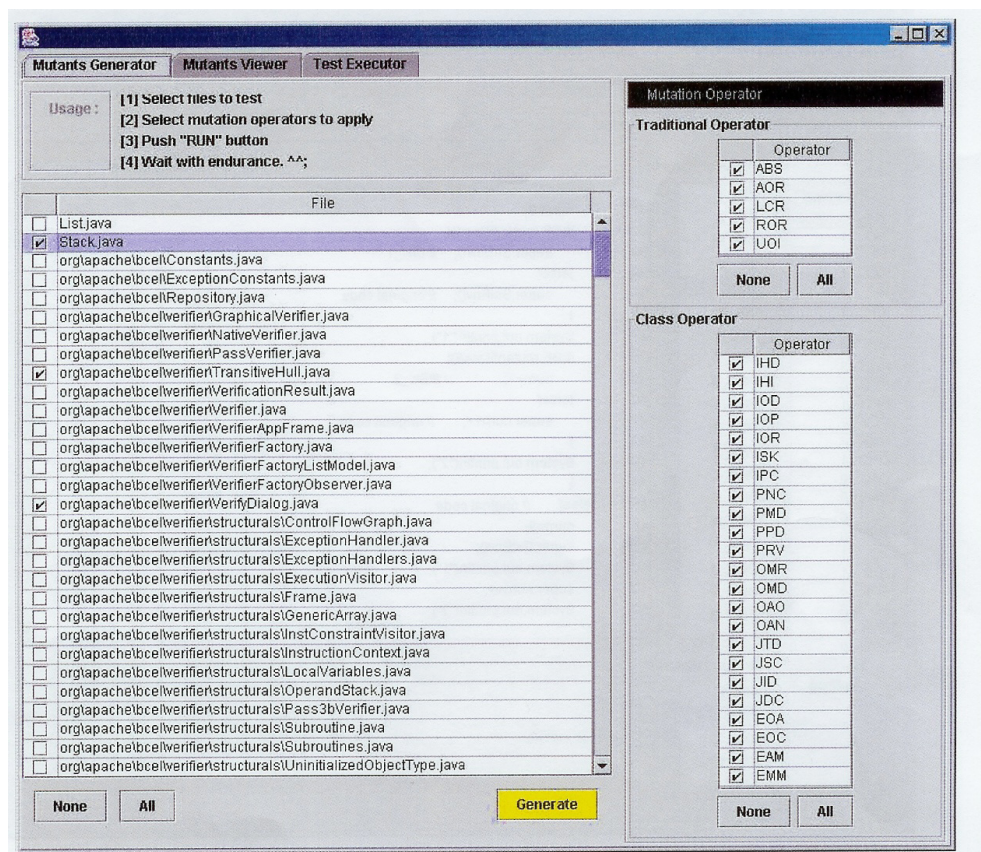 Mutants Generator Mutants Viewer Test Executor
Usage :
[1] Select files to test
[2] Select mutation operators to apply
[3] Push "RUN" button
[4] Wait with endurance. ^^;
File
List.java
Stack.java
org\apache\bcel\Constants.java
org\apache\bcel\ExceptionConstants.java
org\apache\bcel\Repository.java
org\apache\bcel\verifier\GraphicalVerifier.java
org\apache\bcel\verifier\NativeVerifier.java
org\apache\bcel\verifier\PassVerifier.java
org\apache\bcel\verifier\TransitiveHull.java
org\apache\bcel\verifier\VerificationResult.java
org\apache\bcel\verifier\Verifier.java
org\apache\bcel\verifier\VerifierAppFrame.java
org\apache\bcel\verifier\VerifierFactory.java
org\apache\bcel\verifier\VerifierFactoryListModel.java
org\apache\bcel\verifier\VerifierFactoryObserver.java
org\apache\bcel\verifier\VerifyDialog.java
org\apache\bcel\verifier\structurals\ControlFlowGraph.java
org\apache\bcel\verifier\structurals\ExceptionHandler.java
org\apache\bcel\verifier\structurals\ExceptionHandlers.java
org\apache\bcel\verifier\structurals\ExecutionVisitor.java
org\apache\bcel\verifier\structurals\Frame.java
org\apache\bcel\verifier\structurals\GenericArray.java
org\apache\bcel\verifier\structurals\InstConstraintVisitor.java
org\apache\bcel\verifier\structurals\InstructionContext.java
org\apache\bcel\verifier\structurals\LocalVariables.java
org\apache\bcel\verifier\structurals\OperandStack.java
org\apache\bcel\verifier\structurals\Pass3bVerifier.java
org\apache\bcel\verifier\structurals\Subroutine.java
org\apache\bcel\verifier\structurals\Subroutines.java
org\apache\bcel\verifier\structurals\UninitializedObjectType.java
None All Generate
Mutation Operator
Traditional Operator
Operator
ABS
AOR
LCR
ROR
UOI
None All
Class Operator
Operator
IHD
IHI
IOD
IOP
IOR
ISK
IPC
PNC
PMD
PPD
PRV
OMR
OMD
OAO
OAN
JTD
JSC
JID
JDC
EOA
EOC
EAM
EMM
None All